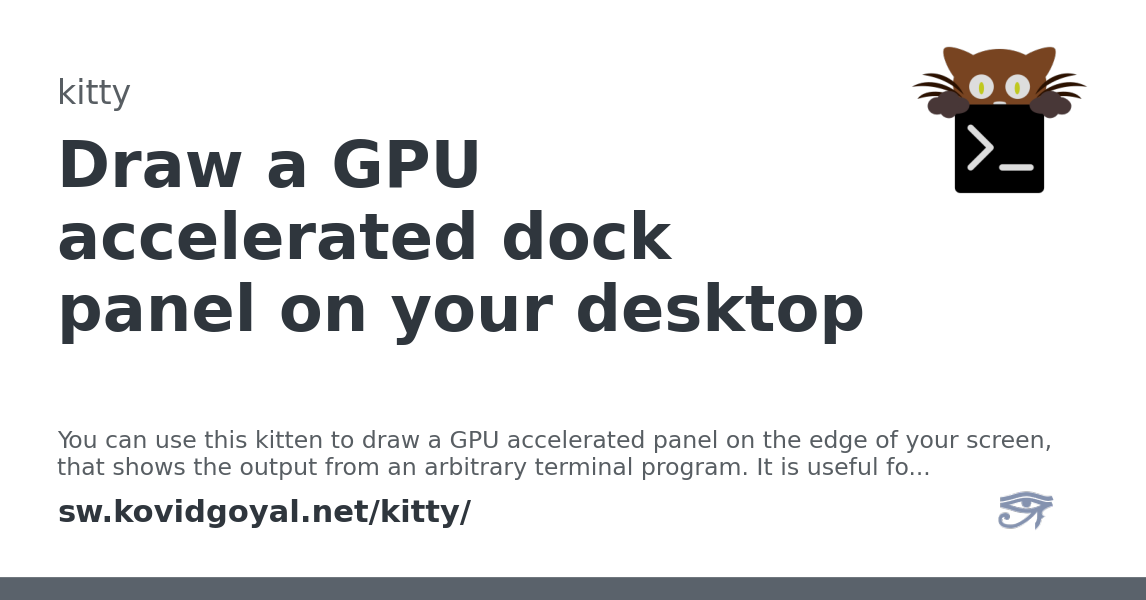 kitty
Draw a GPU
accelerated dock
panel on your desktop
You can use this kitten to draw a GPU accelerated panel on the edge of your screen,
that shows the output from an arbitrary terminal program. It is useful fo...
sw.kovidgoyal.net/kitty/